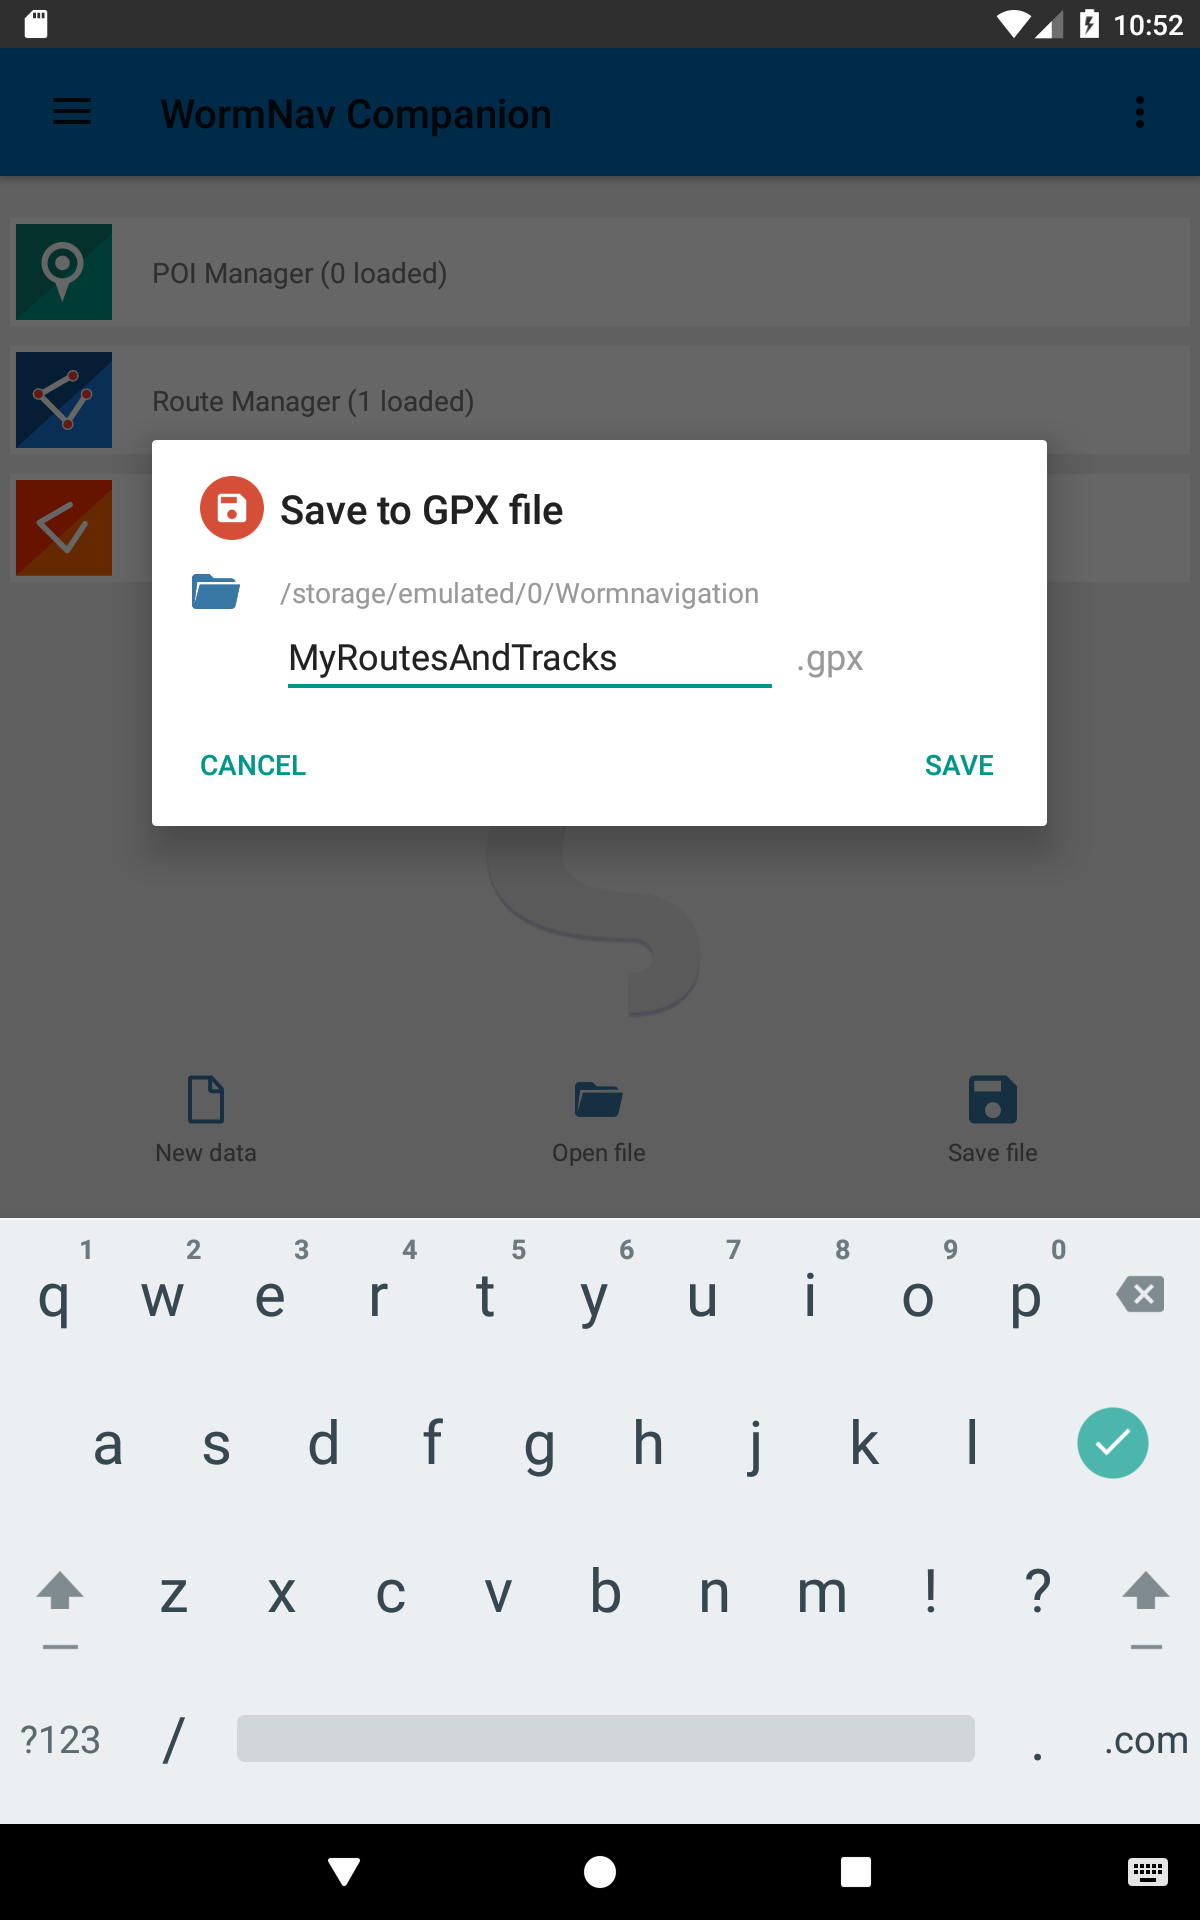 10:52
WormNav Companion
POI Manager (0 loaded)
Route Manager (1 loaded)
Save to GPX file
/storage/emulated/0/Wormnavigation
MyRoutesAndTracks .gpx
CANCEL SAVE
New data Open file Save file
1 2 3 4 5 6 7 8 9 0
q w e r t y u i o p
a s d f g h j k l
z x c v b n m ! ?
?123 / . .com